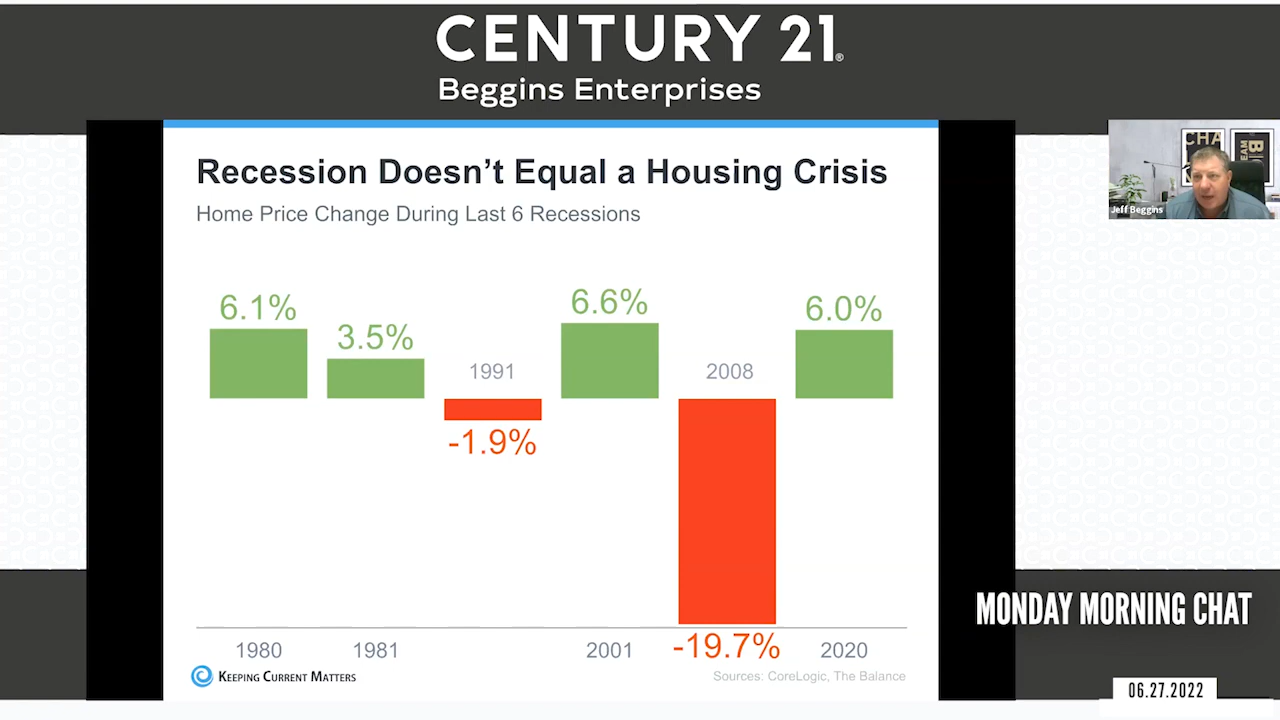 CENTURY 21®
Beggins Enterprises
Recession Doesn't Equal a Housing Crisis
Home Price Change During Last 6 Recessions
6.1%
3.5%
1991
-1.9%
6.6%
2008
-19.7%
6.0%
1980
1981
2001
2020
KEEPING CURRENT MATTERS
Sources: CoreLogic, The Balance
CHA
TEAM
Jeff Beggins
MONDAY MORNING CHAT
06.27.2022